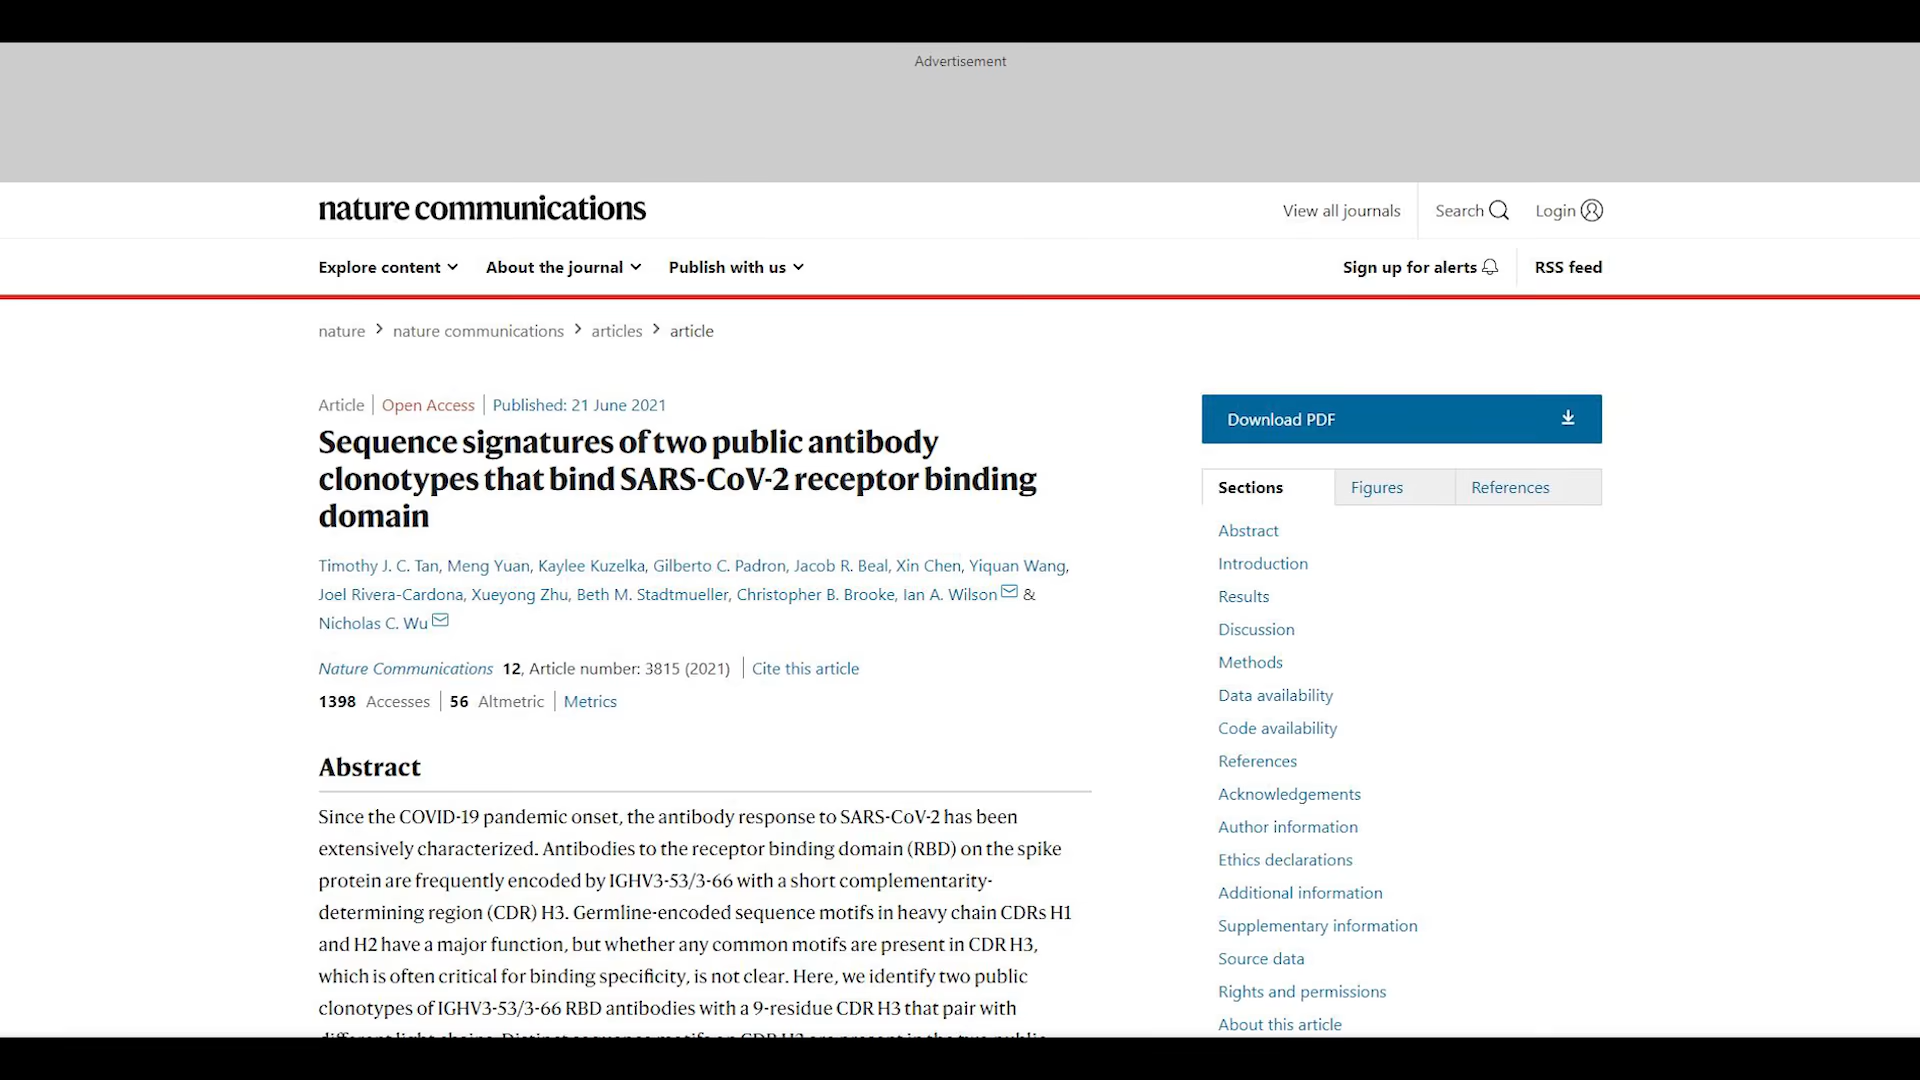 Advertisement
nature communications
View all journals
Search
Login
Explore content
About the journal
Publish with us
Sign up for alerts
RSS feed
nature > nature communications > articles > article
Article | Open Access | Published: 21 June 2021
Sequence signatures of two public antibody
clonotypes that bind SARS-CoV-2 receptor binding
domain
Timothy J. C. Tan, Meng Yuan, Kaylee Kuzelka, Gilberto C. Padron, Jacob R. Beal, Xin Chen, Yiquan Wang,
Joel Rivera-Cardona, Xueyong Zhu, Beth M. Stadtmueller, Christopher B. Brooke, Ian A. Wilson &
Nicholas C. Wu
Nature Communications 12, Article number: 3815 (2021) | Cite this article
1398 Accesses | 56 Altmetric | Metrics
Abstract
Since the COVID-19 pandemic onset, the antibody response to SARS-CoV-2 has been
extensively characterized. Antibodies to the receptor binding domain (RBD) on the spike
protein are frequently encoded by IGHV3-53/3-66 with a short complementarity-
determining region (CDR) H3. Germline-encoded sequence motifs in heavy chain CDRs H1
and H2 have a major function, but whether any common motifs are present in CDR H3,
which is often critical for binding specificity, is not clear. Here, we identify two public
clonotypes of IGHV3-53/3-66 RBD antibodies with a 9-residue CDR H3 that pair with
Download PDF
Sections
Figures
References
Abstract
Introduction
Results
Discussion
Methods
Data availability
Code availability
References
Acknowledgements
Author information
Ethics declarations
Additional information
Supplementary information
Source data
Rights and permissions
About this article